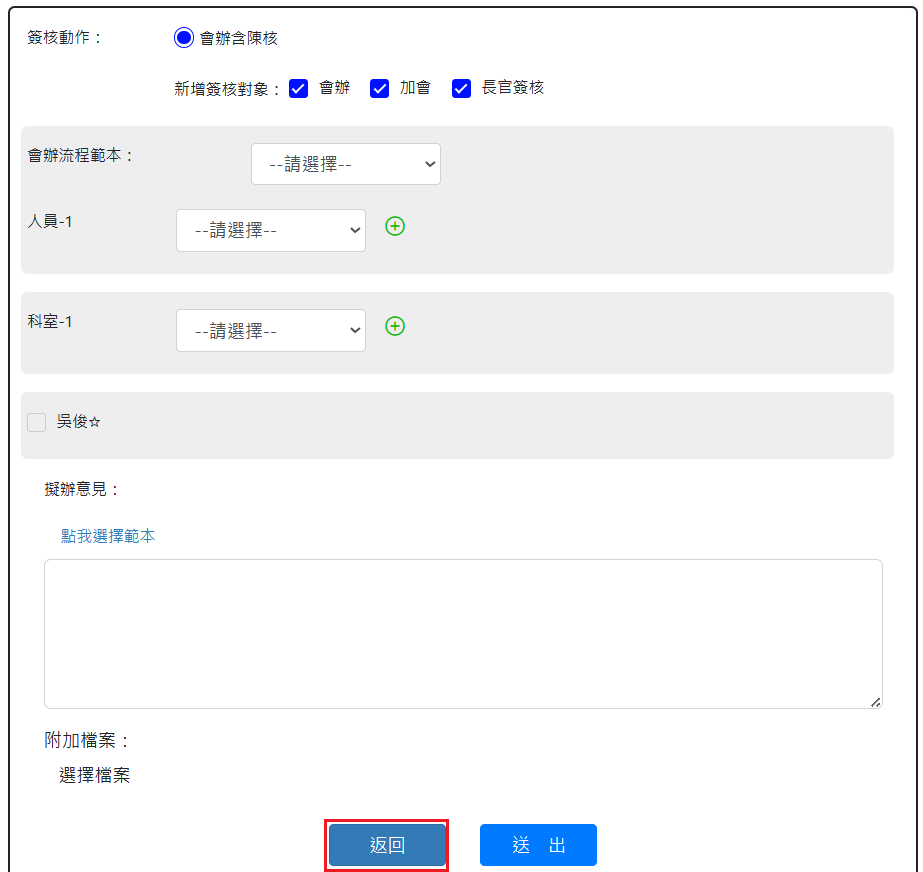 簽核動作： 會辦含陳核
新增簽核對象： 會辦 加會 長官簽核
會辦流程範本： --請選擇--
人員-1 --請選擇--
科室-1 --請選擇--
吳俊☆
擬辦意見：
點我選擇範本
附加檔案：
選擇檔案
返回 送 出